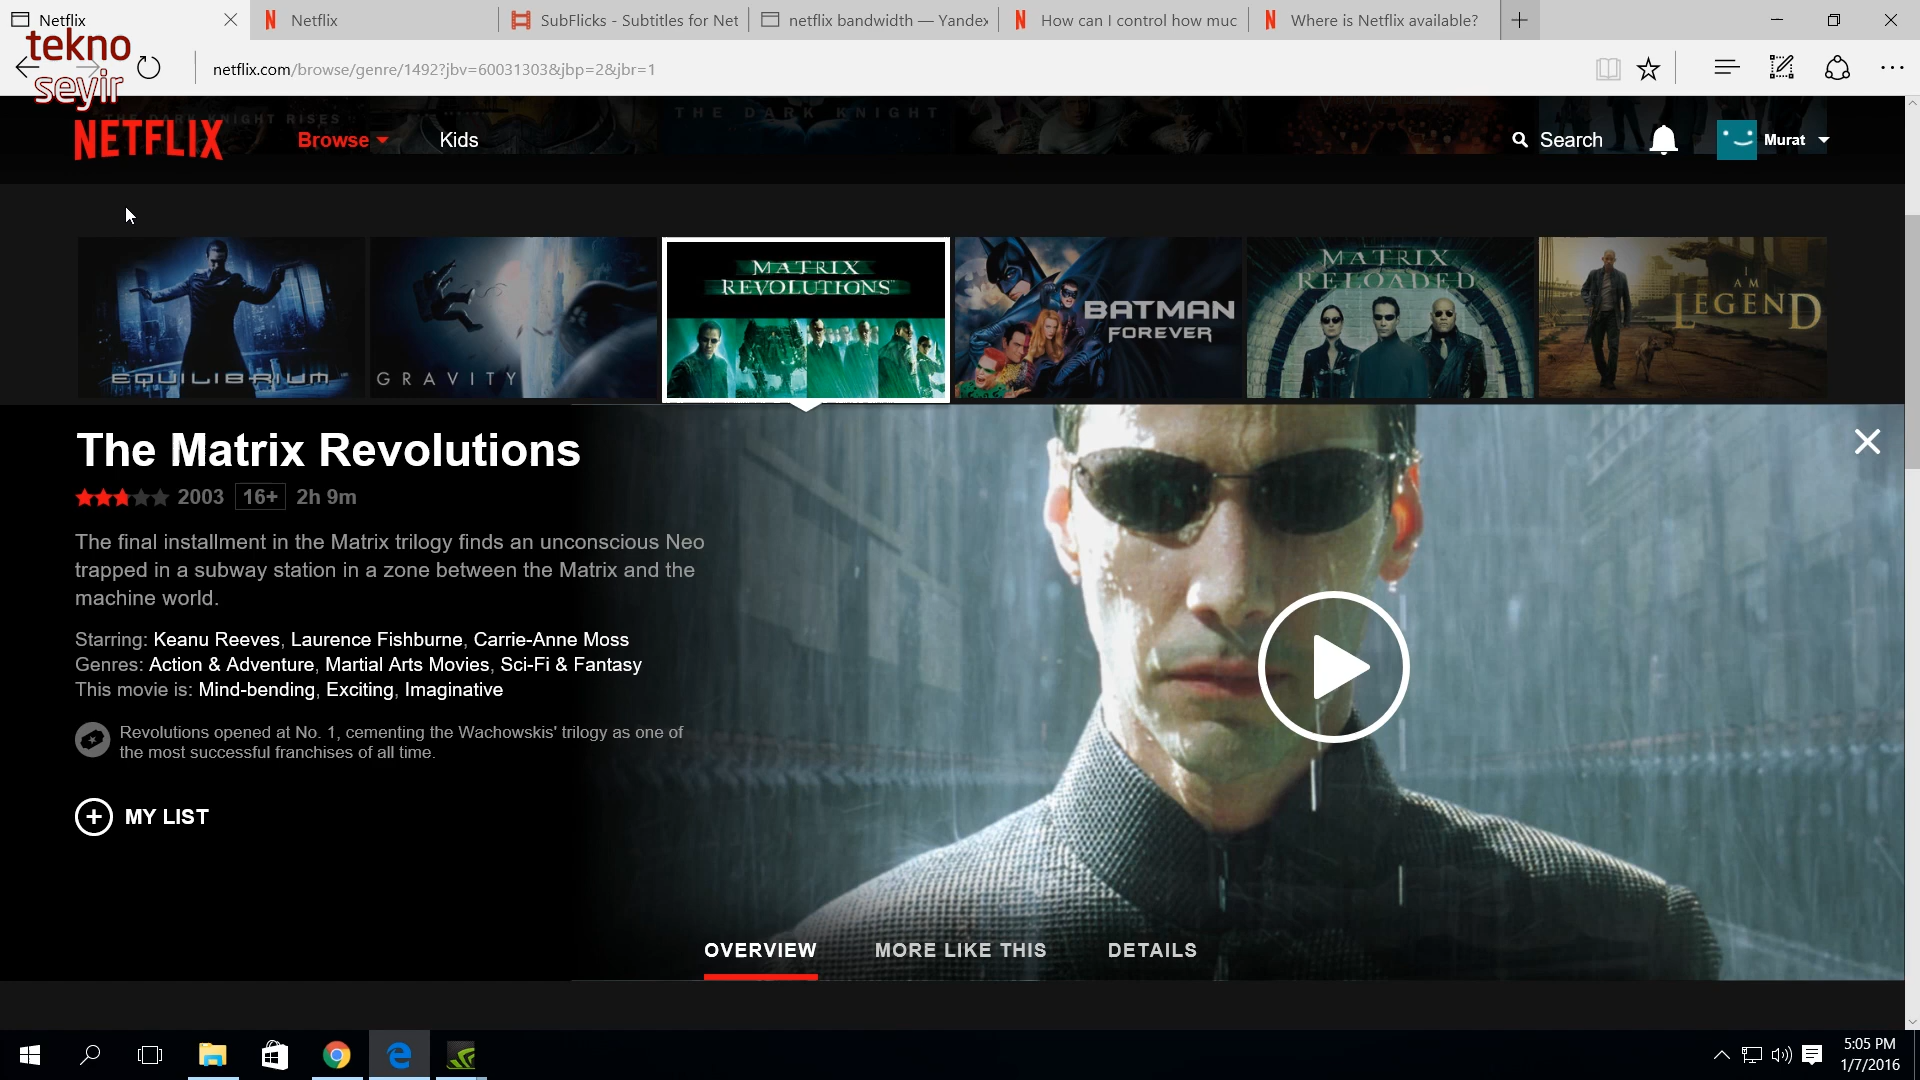 Netflix
Netflix
SubFlicks - Subtitles for Net
netflix bandwidth — Yandex
How can I control how muc
Where is Netflix available?
tekno
seyir
netflix.com/browse/genre/1492?jbv=60031303&jbp=2&jbr=1
THE DARK KNIGHT RISES
THE DARK KNIGHT
NETFLIX
Browse
Kids
Search
Murat
EQUILIBRIUM
GRAVITY
MATRIX
REVOLUTIONS
BATMAN
FOREVER
MATRIX
RELOADED
I AM
LEGEND
The Matrix Revolutions
2003 16+ 2h 9m
The final installment in the Matrix trilogy finds an unconscious Neo
trapped in a subway station in a zone between the Matrix and the
machine world.
Starring: Keanu Reeves, Laurence Fishburne, Carrie-Anne Moss
Genres: Action & Adventure, Martial Arts Movies, Sci-Fi & Fantasy
This movie is: Mind-bending, Exciting, Imaginative
Revolutions opened at No. 1, cementing the Wachowskis' trilogy as one of
the most successful franchises of all time.
MY LIST
OVERVIEW
MORE LIKE THIS
DETAILS
5:05 PM
1/7/2016